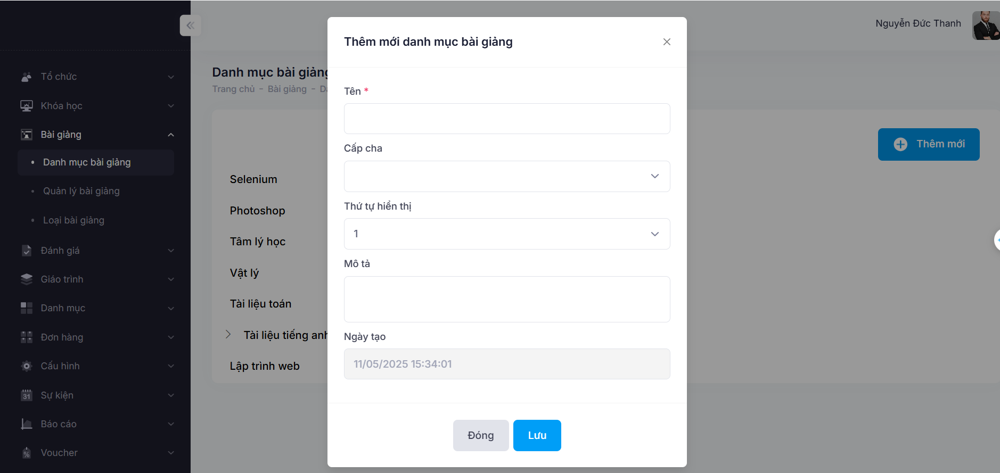 Nguyễn Đức Thanh
Tổ chức
Khóa học
Bài giảng
Danh mục bài giảng
Quản lý bài giảng
Loại bài giảng
Đánh giá
Giáo trình
Danh mục
Đơn hàng
Cấu hình
31
Sự kiện
Báo cáo
%
Voucher
Danh mục bài giảng
Trang chủ - Bài giảng -
Thêm mới
Selenium
Photoshop
Tâm lý học
Vật lý
Tài liệu toán
Tài liệu tiếng anh
Lập trình web
Thêm mới danh mục bài giảng
Tên *
Cấp cha
Thứ tự hiển thị
1
Mô tả
Ngày tạo
11/05/2025 15:34:01
Đóng
Lưu